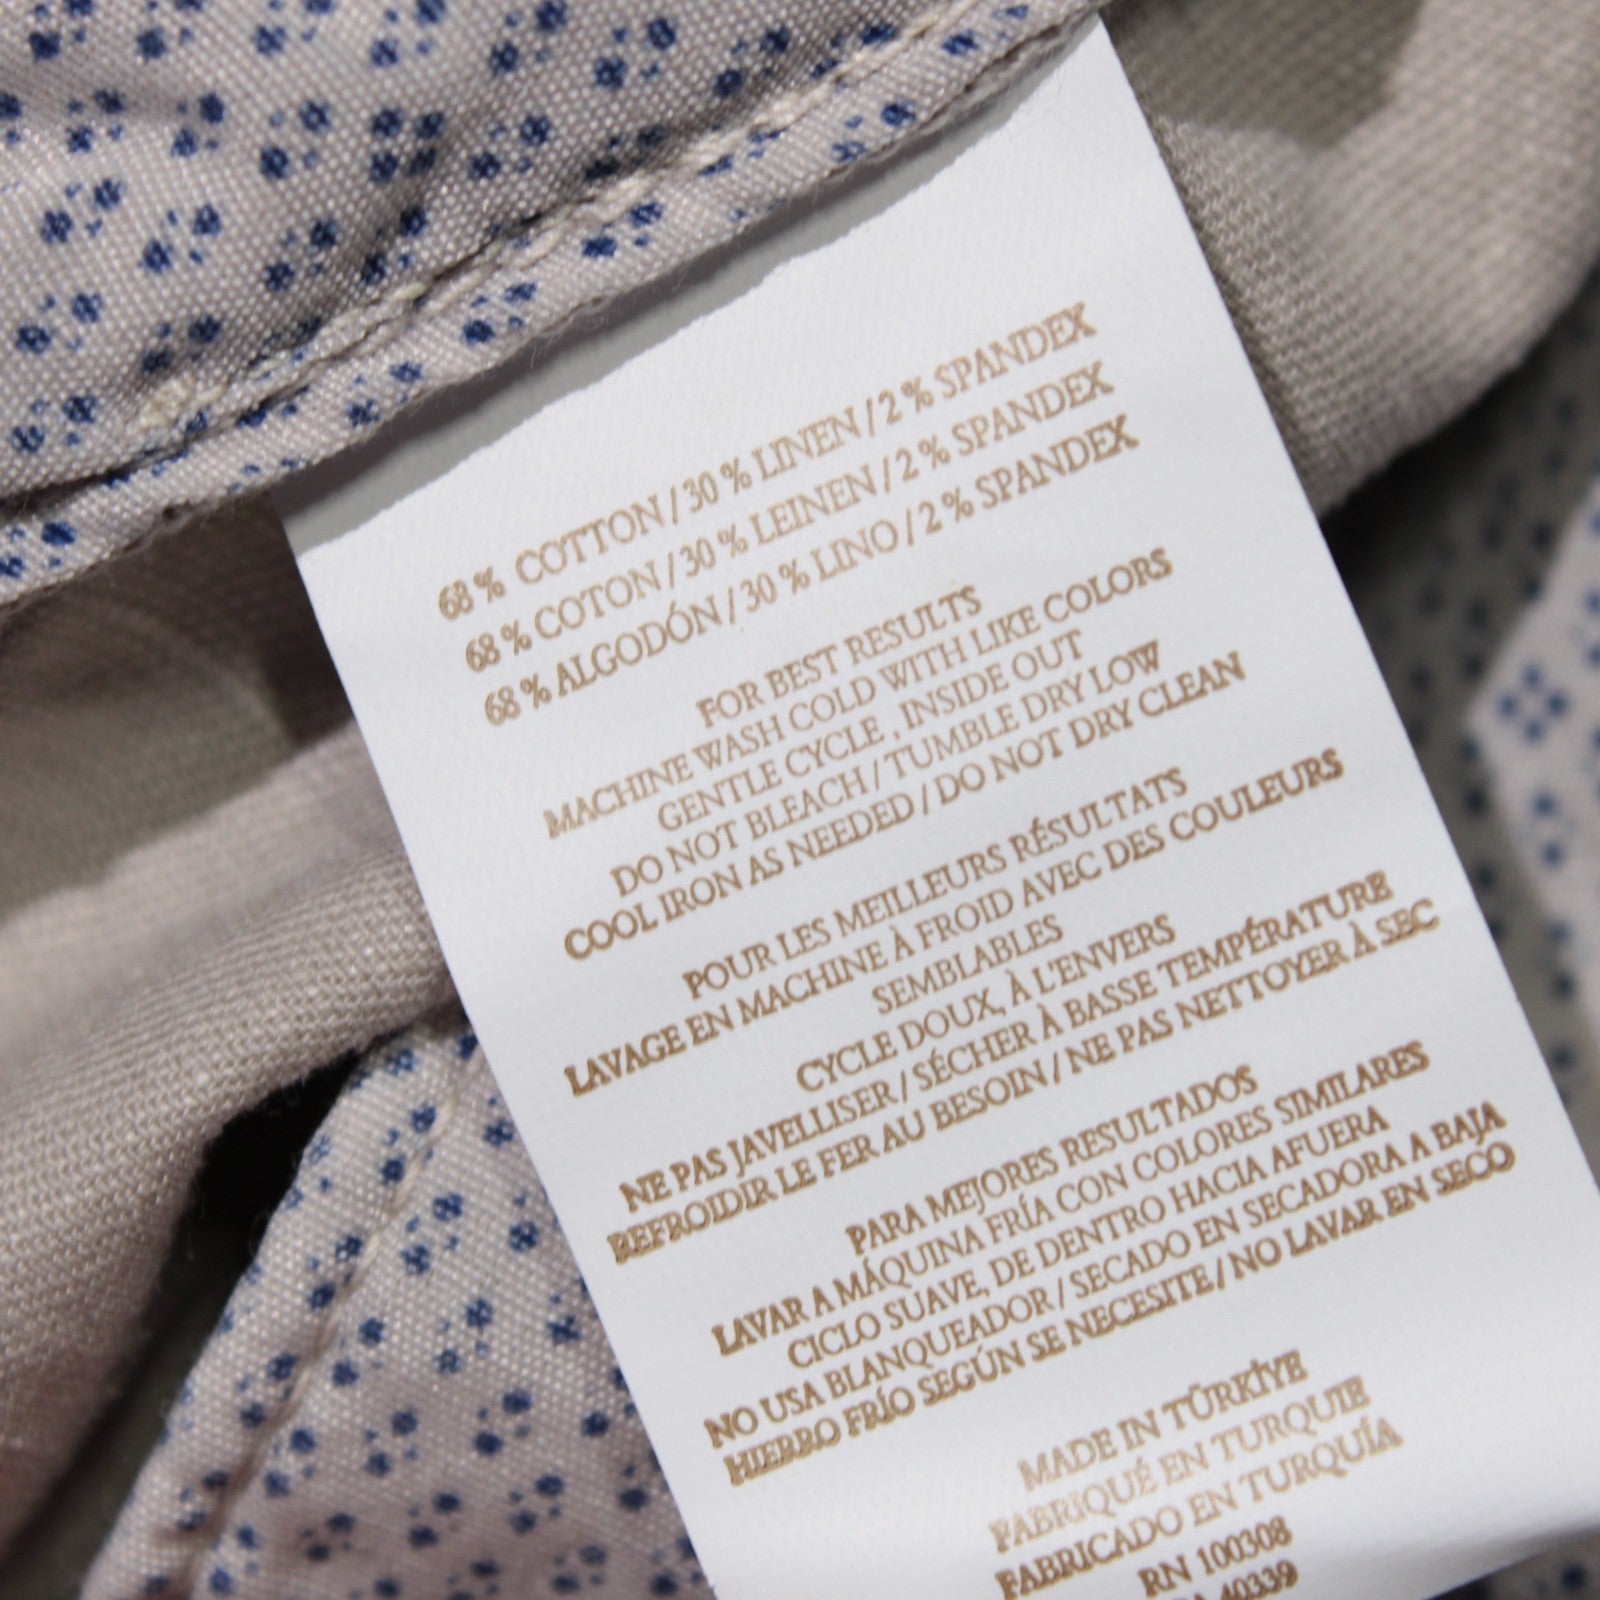 68 % COTTON / 30 % LINEN / 2 % SPANDEX
68 % COTON / 30 % LEINEN / 2 % SPANDEX
68 % ALGODÓN / 30 % LINO / 2 % SPANDEX
FOR BEST RESULTS
MACHINE WASH COLD WITH LIKE COLORS
GENTLE CYCLE , INSIDE OUT
DO NOT BLEACH / TUMBLE DRY LOW
COOL IRON AS NEEDED / DO NOT DRY CLEAN
POUR LES MEILLEURS RÉSULTATS
LAVAGE EN MACHINE À FROID AVEC DES COULEURS
SEMBLABLES
CYCLE DOUX, À L'ENVERS
NE PAS JAVELLISER / SÉCHER À BASSE TEMPÉRATURE
REFROIDIR LE FER AU BESOIN / NE PAS NETTOYER À SEC
PARA MEJORES RESULTADOS
LAVAR A MÁQUINA FRÍA CON COLORES SIMILARES
CICLO SUAVE, DE DENTRO HACIA AFUERA
NO USA BLANQUEADOR / SECADO EN SECADORA A BAJA
HIERRO FRÍO SEGÚN SE NECESITE / NO LAVAR EN SECO
MADE IN TÜRKİYE
FABRIQUÉ EN TURQUIE
FABRICADO EN TURQUÍA
RN 100308
40339